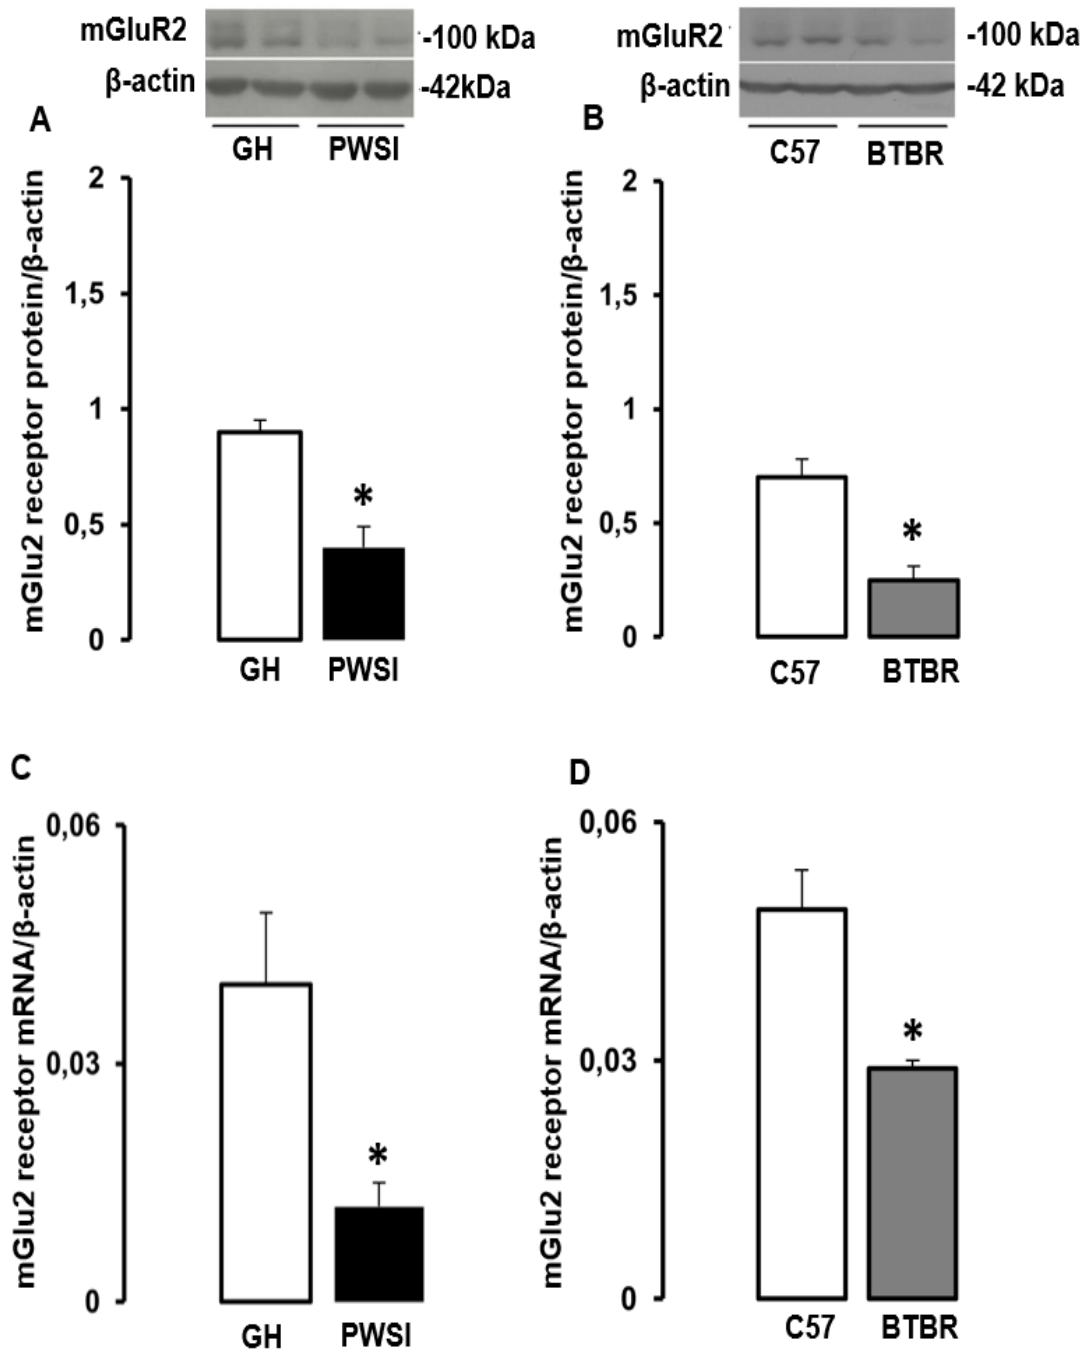 mGluR2 -100 kDa
β-actin -42kDa
A
GH PWSI
mGlu2 receptor protein/β-actin
2
1,5
1
0,5
0
*
GH PWSI
mGluR2 -100 kDa
β-actin -42 kDa
B
C57 BTBR
mGlu2 receptor protein/β-actin
2
1,5
1
0,5
0
*
C57 BTBR
C
mGlu2 receptor mRNA/β-actin
0,06
0,03
0
*
GH PWSI
D
mGlu2 receptor mRNA/β-actin
0,06
0,03
0
*
C57 BTBR